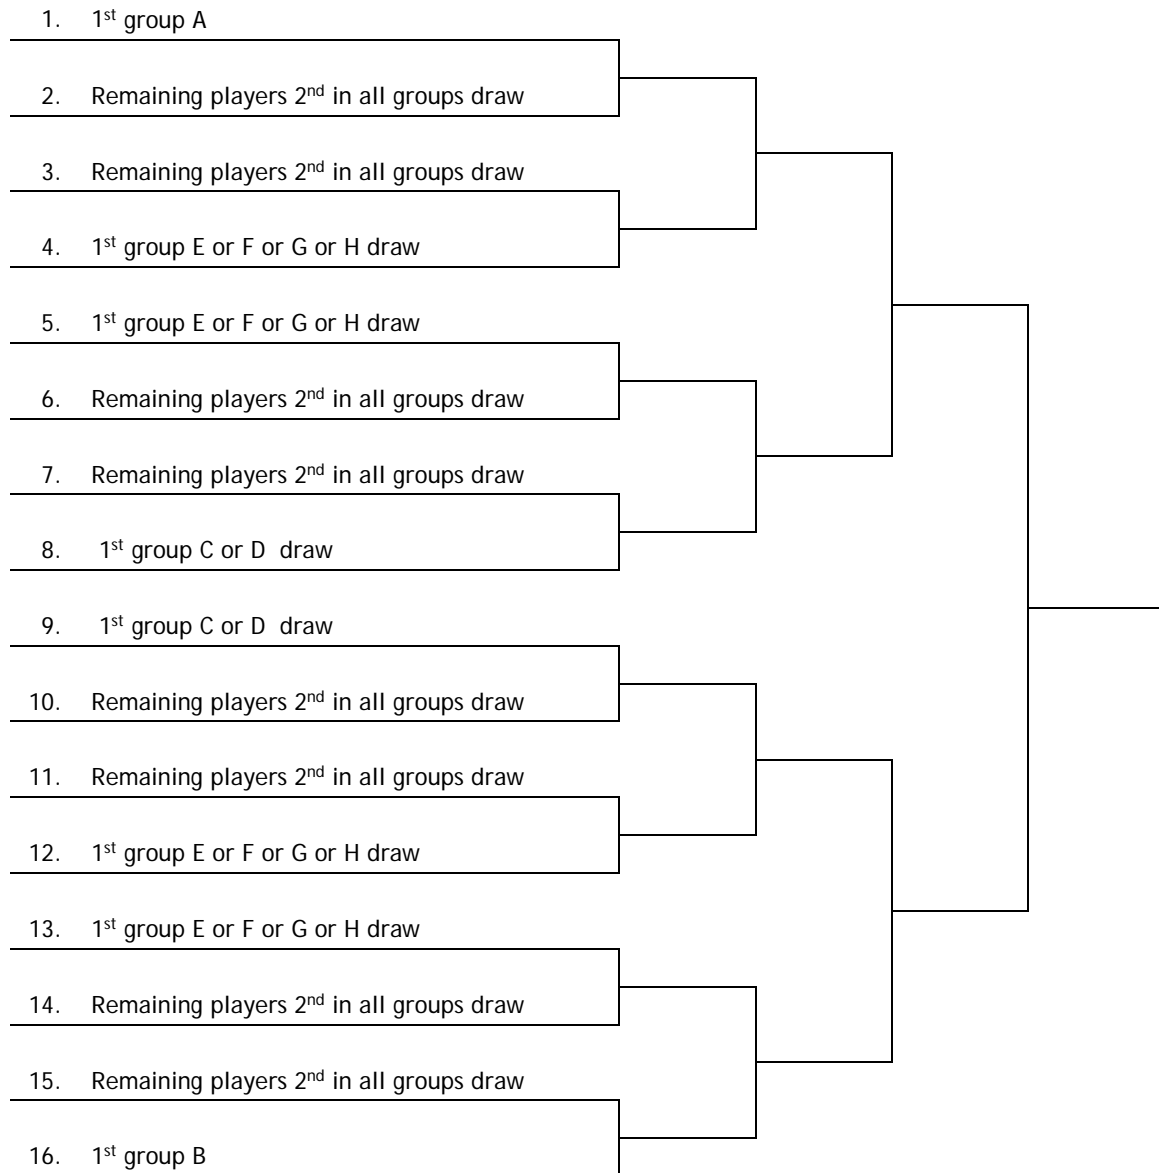 1. 1st group A
2. Remaining players 2nd in all groups draw
3. Remaining players 2nd in all groups draw
4. 1st group E or F or G or H draw
5. 1st group E or F or G or H draw
6. Remaining players 2nd in all groups draw
7. Remaining players 2nd in all groups draw
8. 1st group C or D draw
9. 1st group C or D draw
10. Remaining players 2nd in all groups draw
11. Remaining players 2nd in all groups draw
12. 1st group E or F or G or H draw
13. 1st group E or F or G or H draw
14. Remaining players 2nd in all groups draw
15. Remaining players 2nd in all groups draw
16. 1st group B